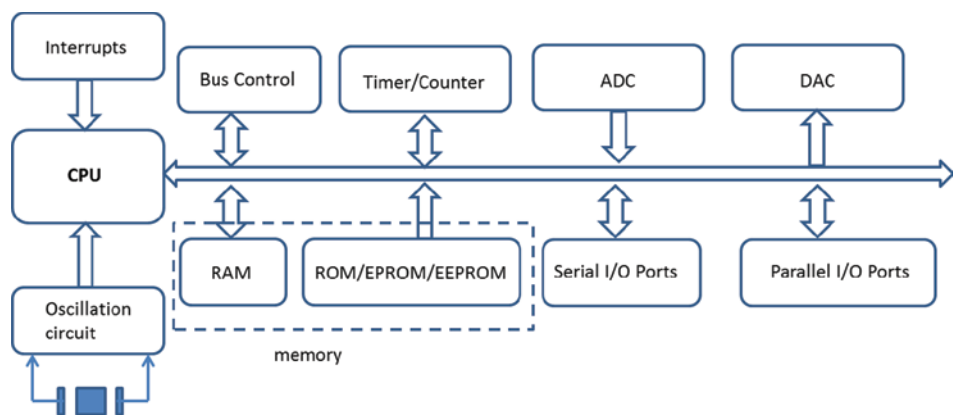 Interrupts
Bus Control
Timer/Counter
ADC
DAC
CPU
RAM
ROM/EPROM/EEPROM
Serial I/O Ports
Parallel I/O Ports
Oscillation
circuit
memory